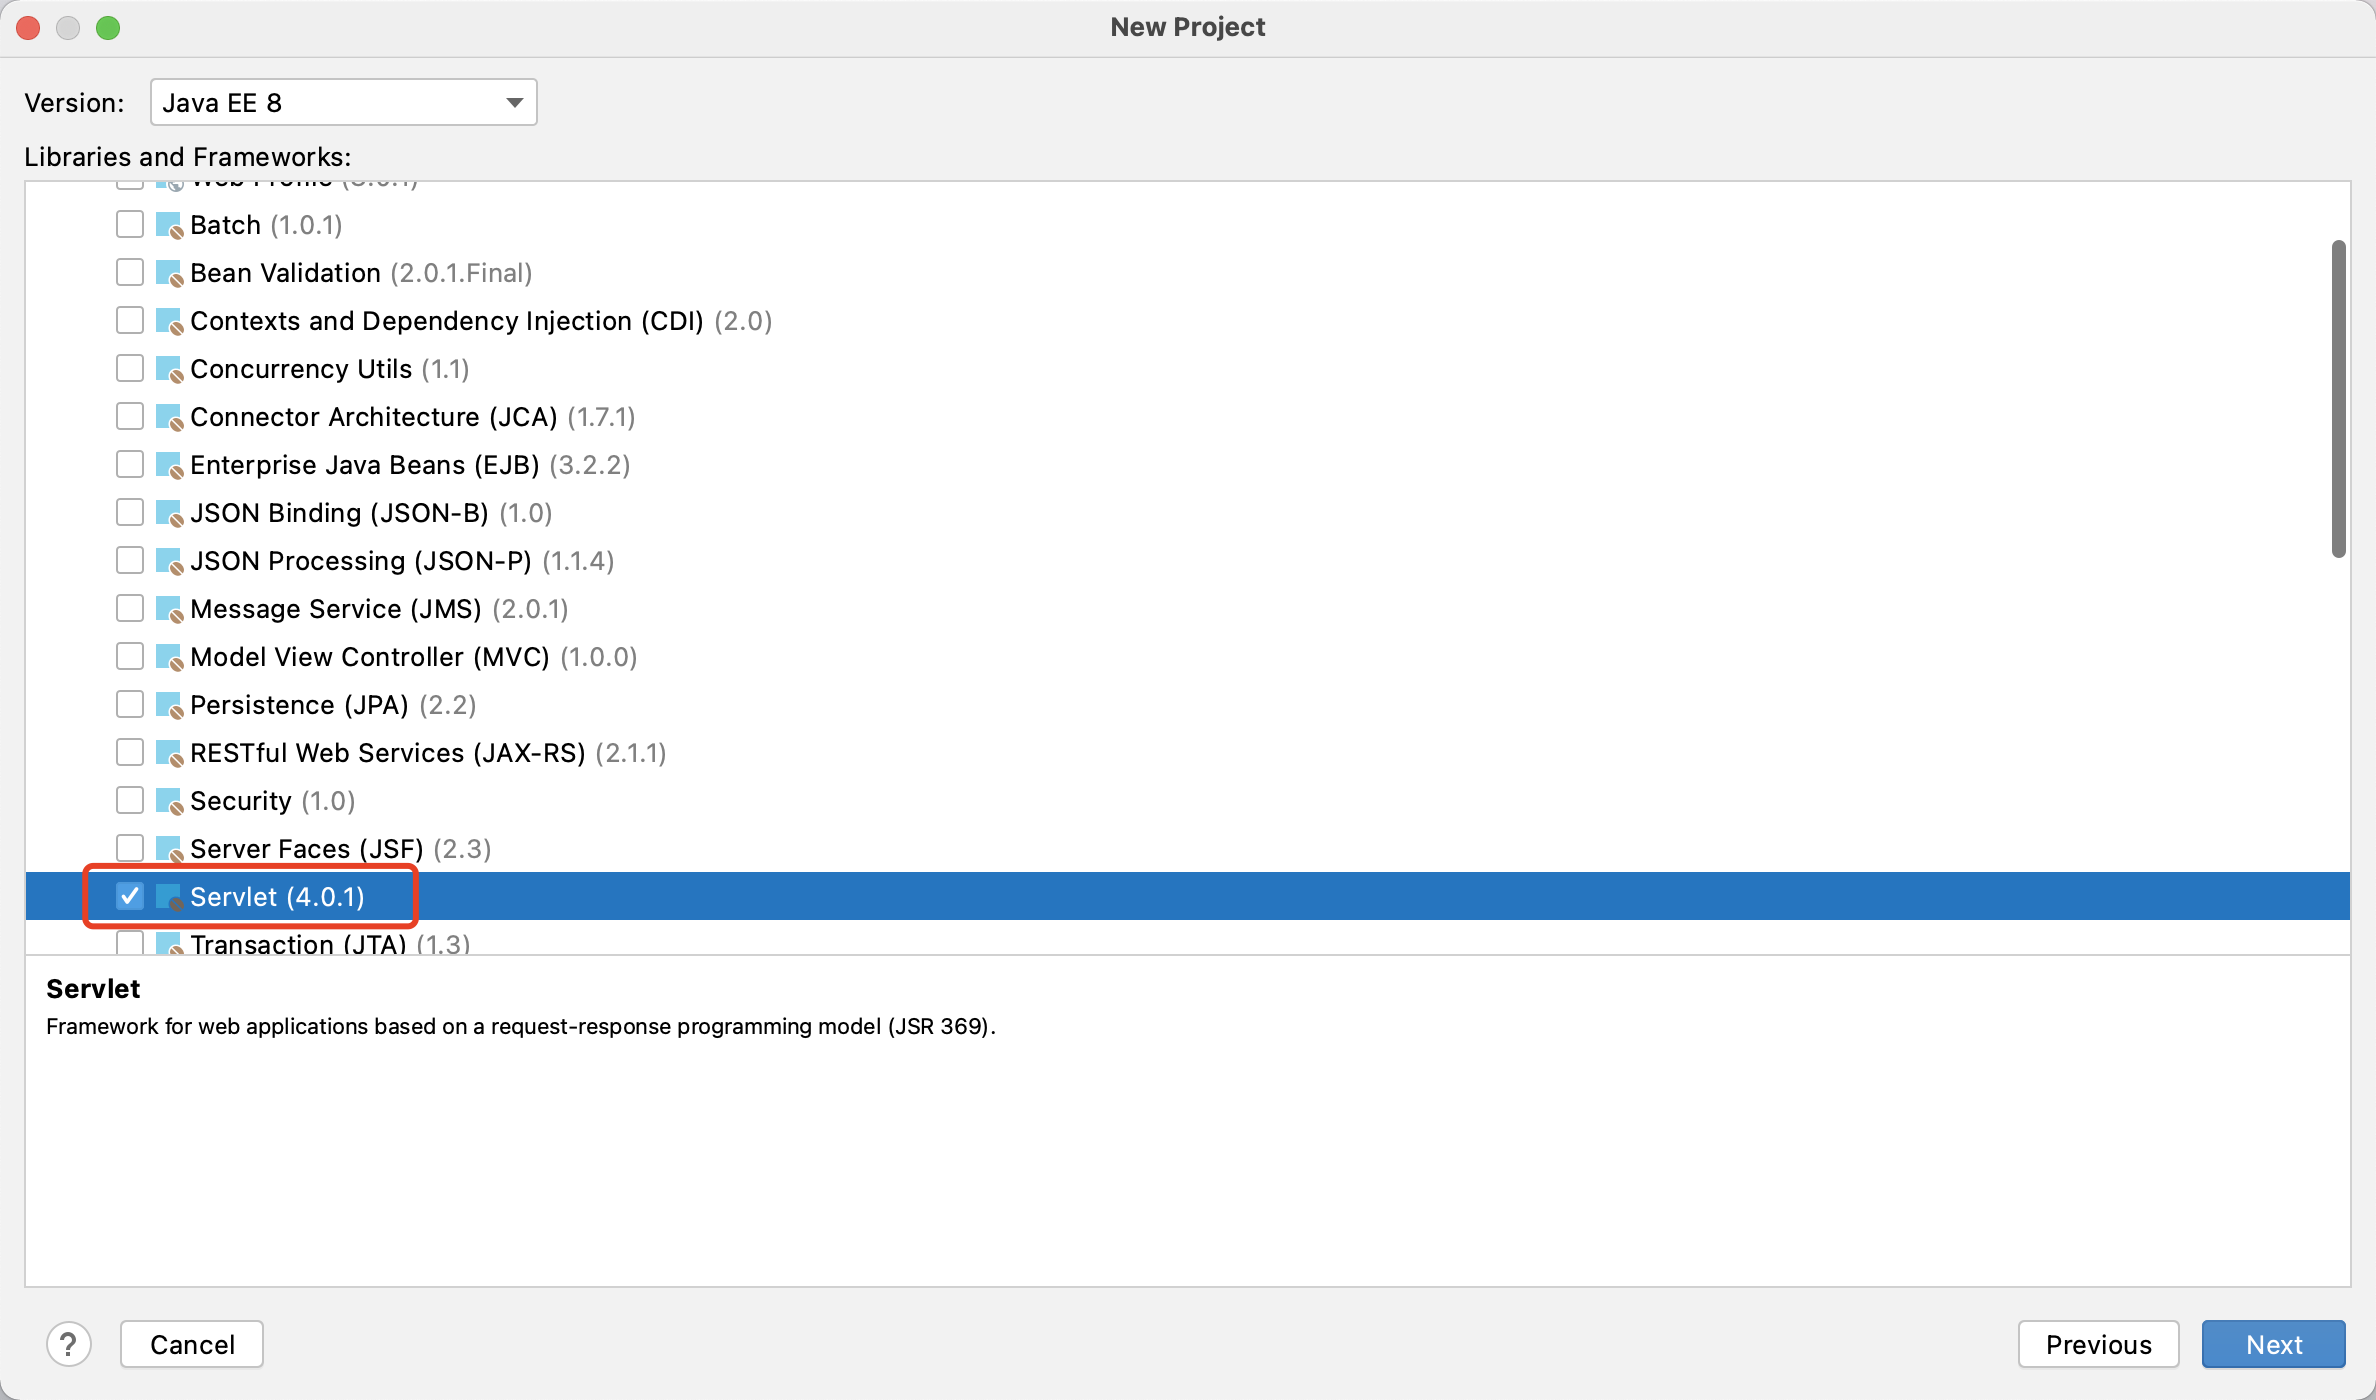 New Project
Version: Java EE 8
Libraries and Frameworks:
Web Profile (8.0.1)
Batch (1.0.1)
Bean Validation (2.0.1.Final)
Contexts and Dependency Injection (CDI) (2.0)
Concurrency Utils (1.1)
Connector Architecture (JCA) (1.7.1)
Enterprise Java Beans (EJB) (3.2.2)
JSON Binding (JSON-B) (1.0)
JSON Processing (JSON-P) (1.1.4)
Message Service (JMS) (2.0.1)
Model View Controller (MVC) (1.0.0)
Persistence (JPA) (2.2)
RESTful Web Services (JAX-RS) (2.1.1)
Security (1.0)
Server Faces (JSF) (2.3)
Servlet (4.0.1)
Transaction (JTA) (1.3)
Servlet
Framework for web applications based on a request-response programming model (JSR 369).
? Cancel Previous Next